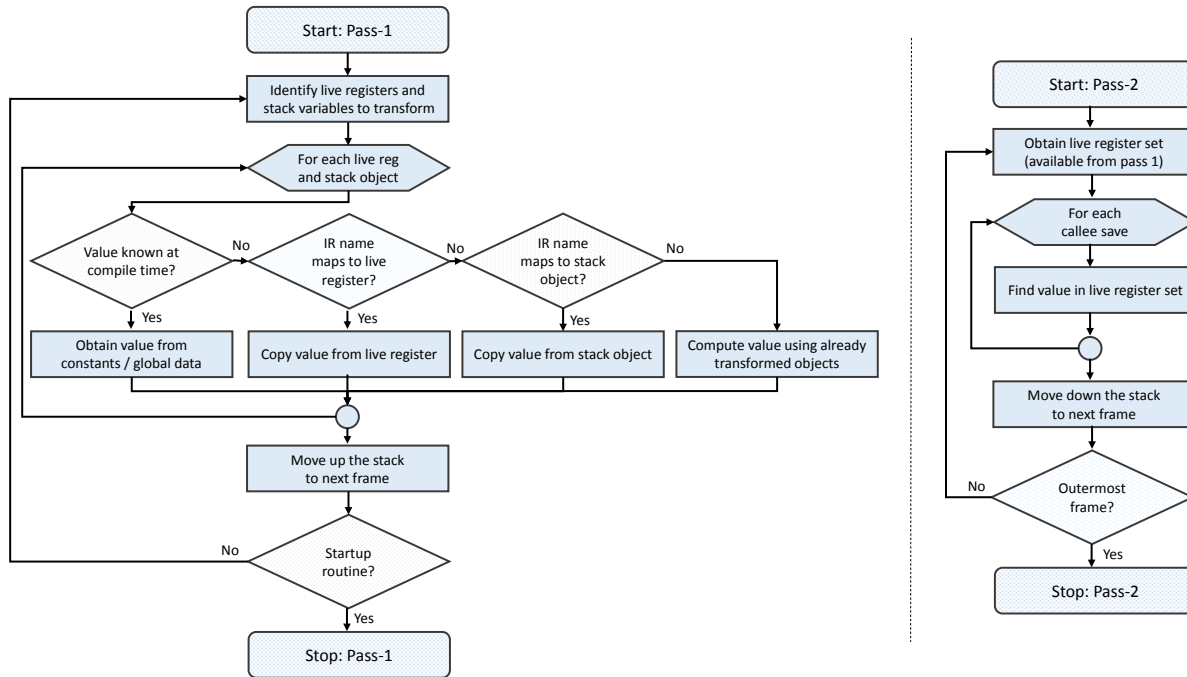 Start: Pass-1
Identify live registers and
stack variables to transform
For each live reg
and stack object
Value known at
compile time?
No
IR name
maps to live
register?
No
IR name
maps to stack
object?
No
Yes
Yes
Yes
Obtain value from
constants / global data
Copy value from live register
Copy value from stack object
Compute value using already
transformed objects
Move up the stack
to next frame
No
Startup
routine?
Yes
Stop: Pass-1
Start: Pass-2
Obtain live register set
(available from pass 1)
For each
callee save
Find value in live register set
Move down the stack
to next frame
No
Outermost
frame?
Yes
Stop: Pass-2